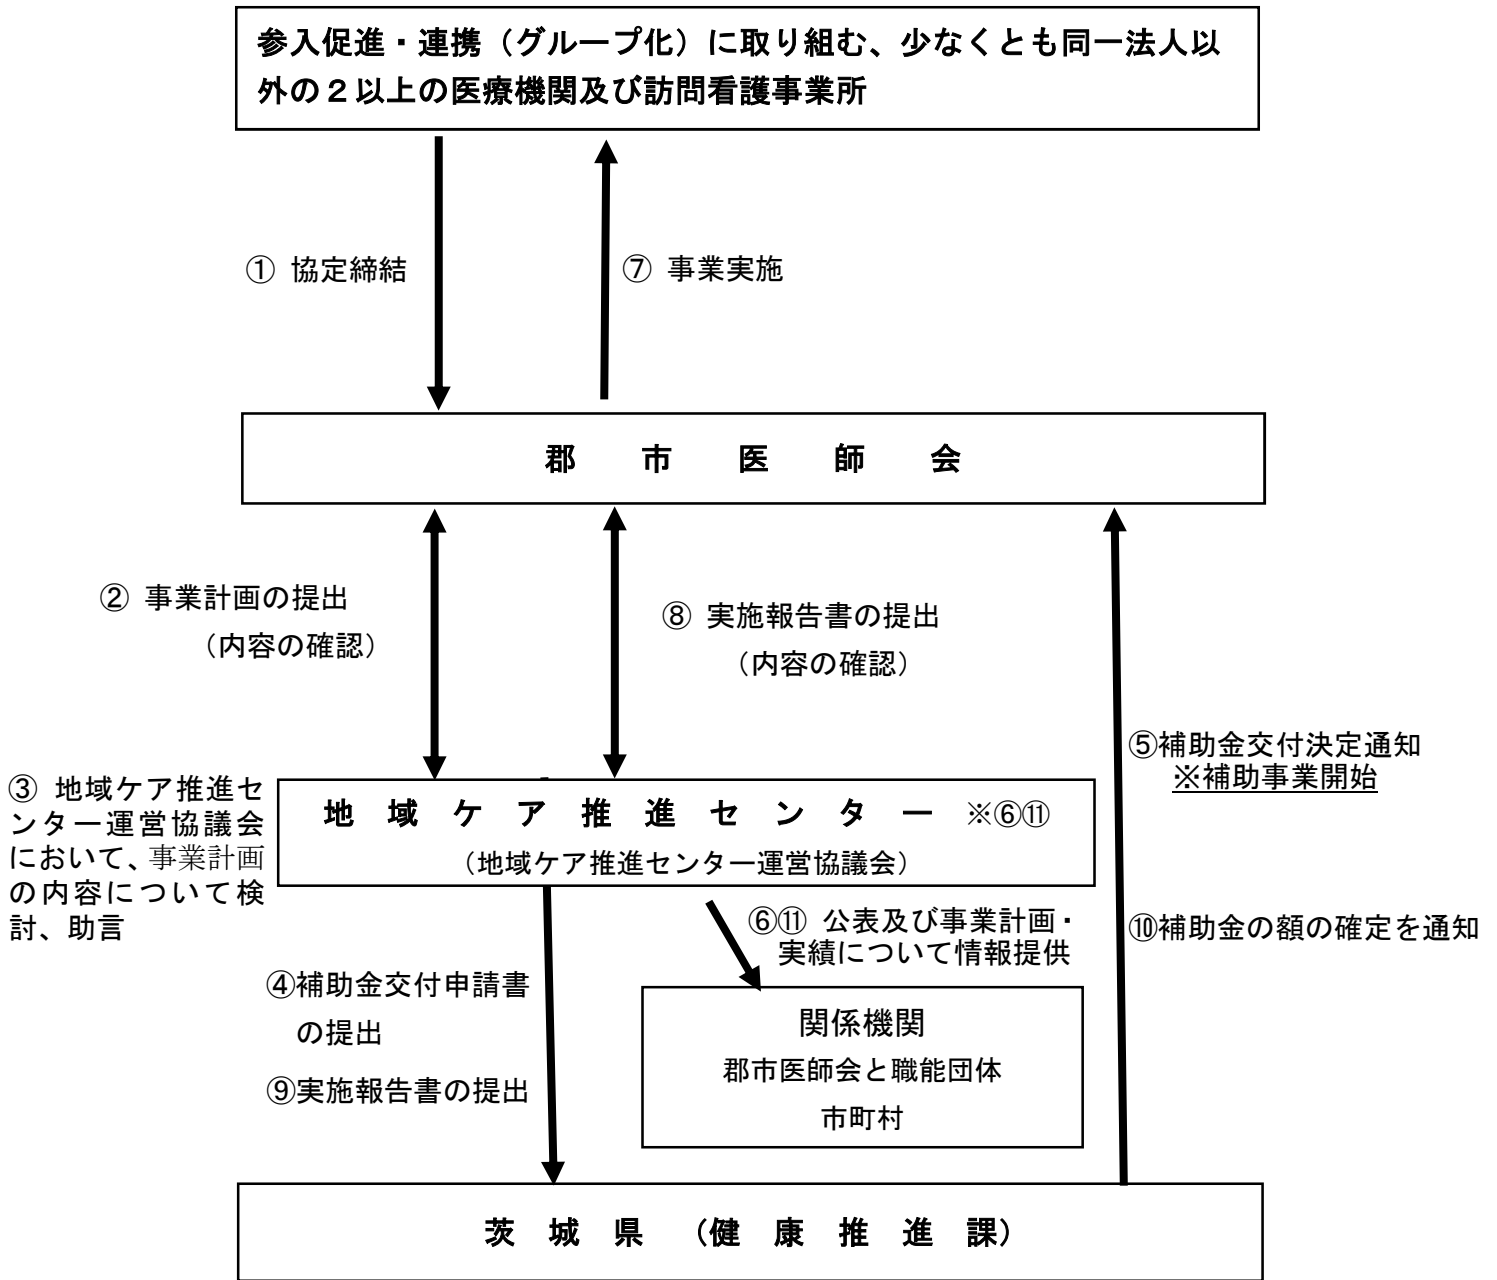 参入促進・連携（グループ化）に取り組む、少なくとも同一法人以
外の２以上の医療機関及び訪問看護事業所
① 協定締結
⑦ 事業実施
郡 市 医 師 会
② 事業計画の提出
（内容の確認）
⑧ 実施報告書の提出
（内容の確認）
⑤補助金交付決定通知
※補助事業開始
③ 地域ケア推進セ
ンター運営協議会
において、事業計画
の内容について検
討、助言
地 域 ケ ア 推 進 セ ン タ ー ※⑥⑪
（地域ケア推進センター運営協議会）
⑥⑪ 公表及び事業計画・
実績について情報提供
⑩補助金の額の確定を通知
④補助金交付申請書
の提出
⑨実施報告書の提出
関係機関
郡市医師会と職能団体
市町村
茨 城 県 （健 康 推 進 課）